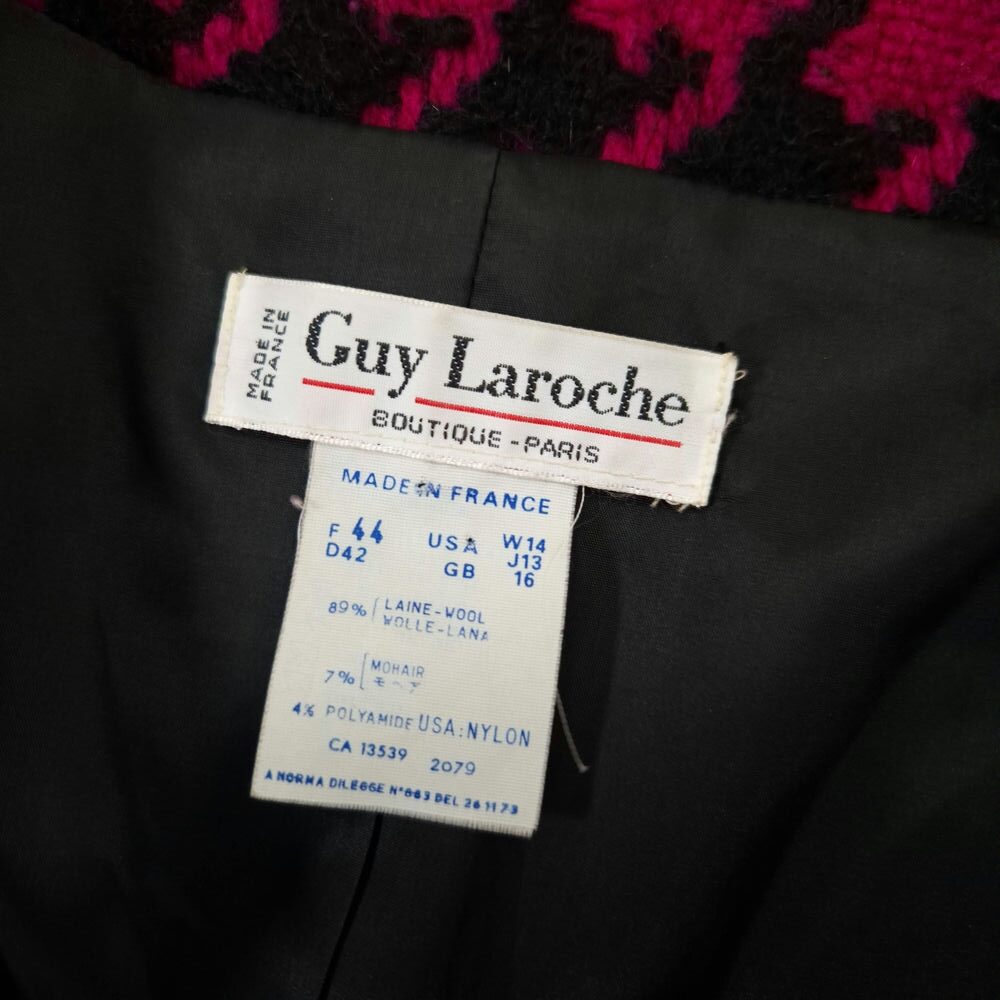 MADE IN
FRANCE
Guy Laroche
BOUTIQUE-PARIS
MADE IN FRANCE
F 44 USA W14
D42 J13
GB 16
89% LAINE-WOOL
WOLLE-LANA
7% MOHAIR
モヘア
4% POLYAMIDE USA:NYLON
CA 13539 2079
A NORMA DILEGGE N°883 DEL 26 11 73